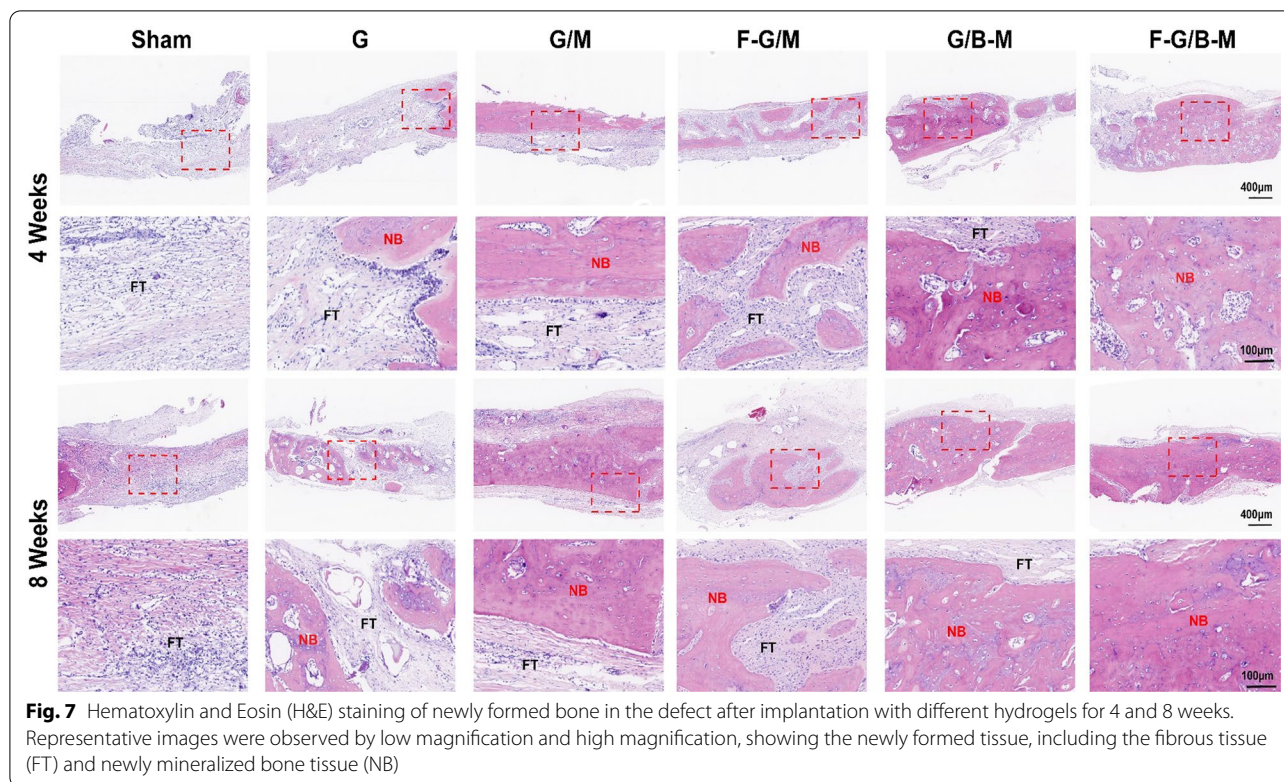 Sham G G/M F-G/M G/B-M F-G/B-M
4 Weeks
400μm
FT NB FT NB FT NB FT FT NB NB
100μm
8 Weeks
400μm
FT NB FT NB FT NB FT FT NB NB
100μm
Fig. 7 Hematoxylin and Eosin (H&E) staining of newly formed bone in the defect after implantation with different hydrogels for 4 and 8 weeks.
Representative images were observed by low magnification and high magnification, showing the newly formed tissue, including the fibrous tissue
(FT) and newly mineralized bone tissue (NB)